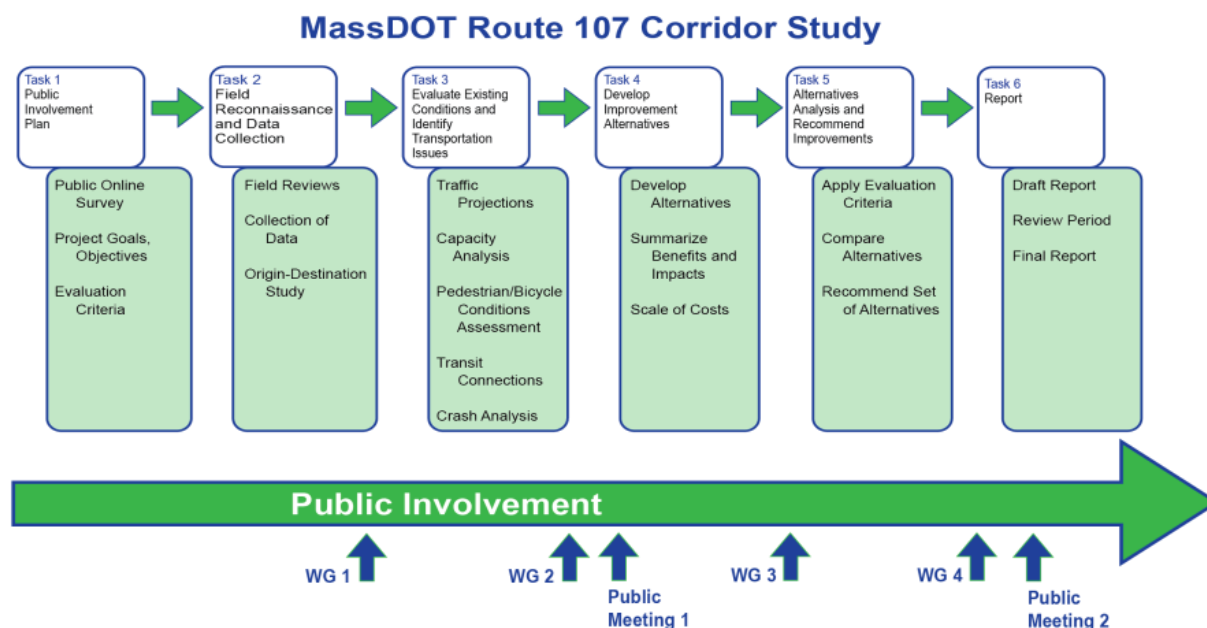 MassDOT Route 107 Corridor Study
Task 1
Public
Involvement
Plan
Task 2
Field
Reconnaissance
and Data
Collection
Task 3
Evaluate Existing
Conditions and
Identify
Transportation
Issues
Task 4
Develop
Improvement
Alternatives
Task 5
Alternatives
Analysis and
Recommend
Improvements
Task 6
Report
Public Online
Survey
Project Goals,
Objectives
Evaluation
Criteria
Field Reviews
Collection of
Data
Origin-Destination
Study
Traffic
Projections
Capacity
Analysis
Pedestrian/Bicycle
Conditions
Assessment
Transit
Connections
Crash Analysis
Develop
Alternatives
Summarize
Benefits and
Impacts
Scale of Costs
Apply Evaluation
Criteria
Compare
Alternatives
Recommend Set
of Alternatives
Draft Report
Review Period
Final Report
Public Involvement
WG 1
WG 2
Public
Meeting 1
WG 3
WG 4
Public
Meeting 2